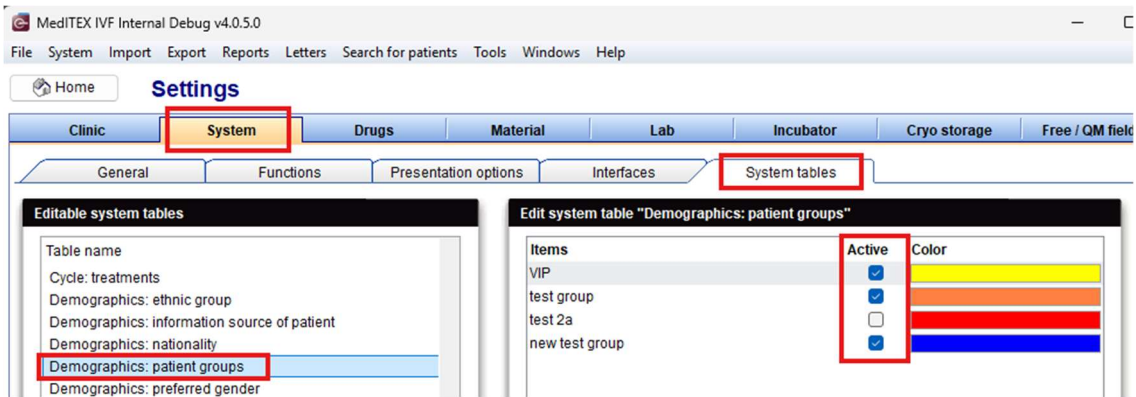 MedITEX IVF Internal Debug v4.0.5.0
File System Import Export Reports Letters Search for patients Tools Windows Help
Home Settings
Clinic System Drugs Material Lab Incubator Cryo storage Free / QM field
General Functions Presentation options Interfaces System tables
Editable system tables
Table name
Cycle: treatments
Demographics: ethnic group
Demographics: information source of patient
Demographics: nationality
Demographics: patient groups
Demographics: preferred gender
Edit system table "Demographics: patient groups"
Items Active Color
VIP
test group
test 2a
new test group